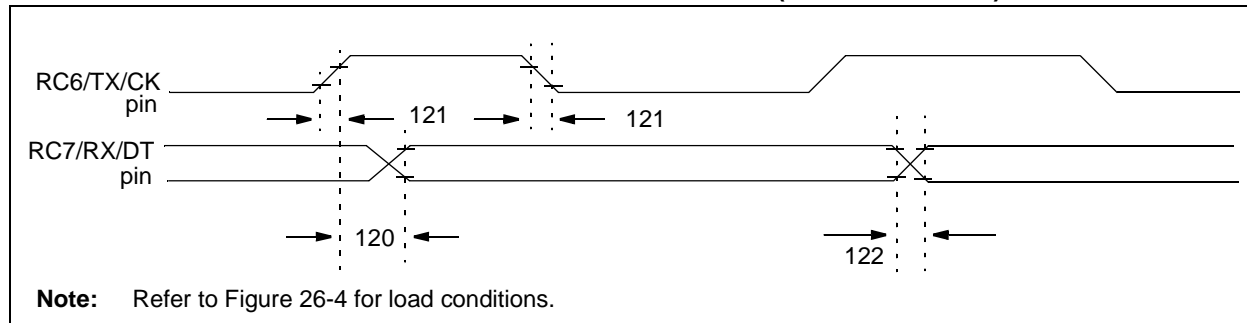 RC6/TX/CK
pin
121
121
RC7/RX/DT
pin
120
122
Note: Refer to Figure 26-4 for load conditions.